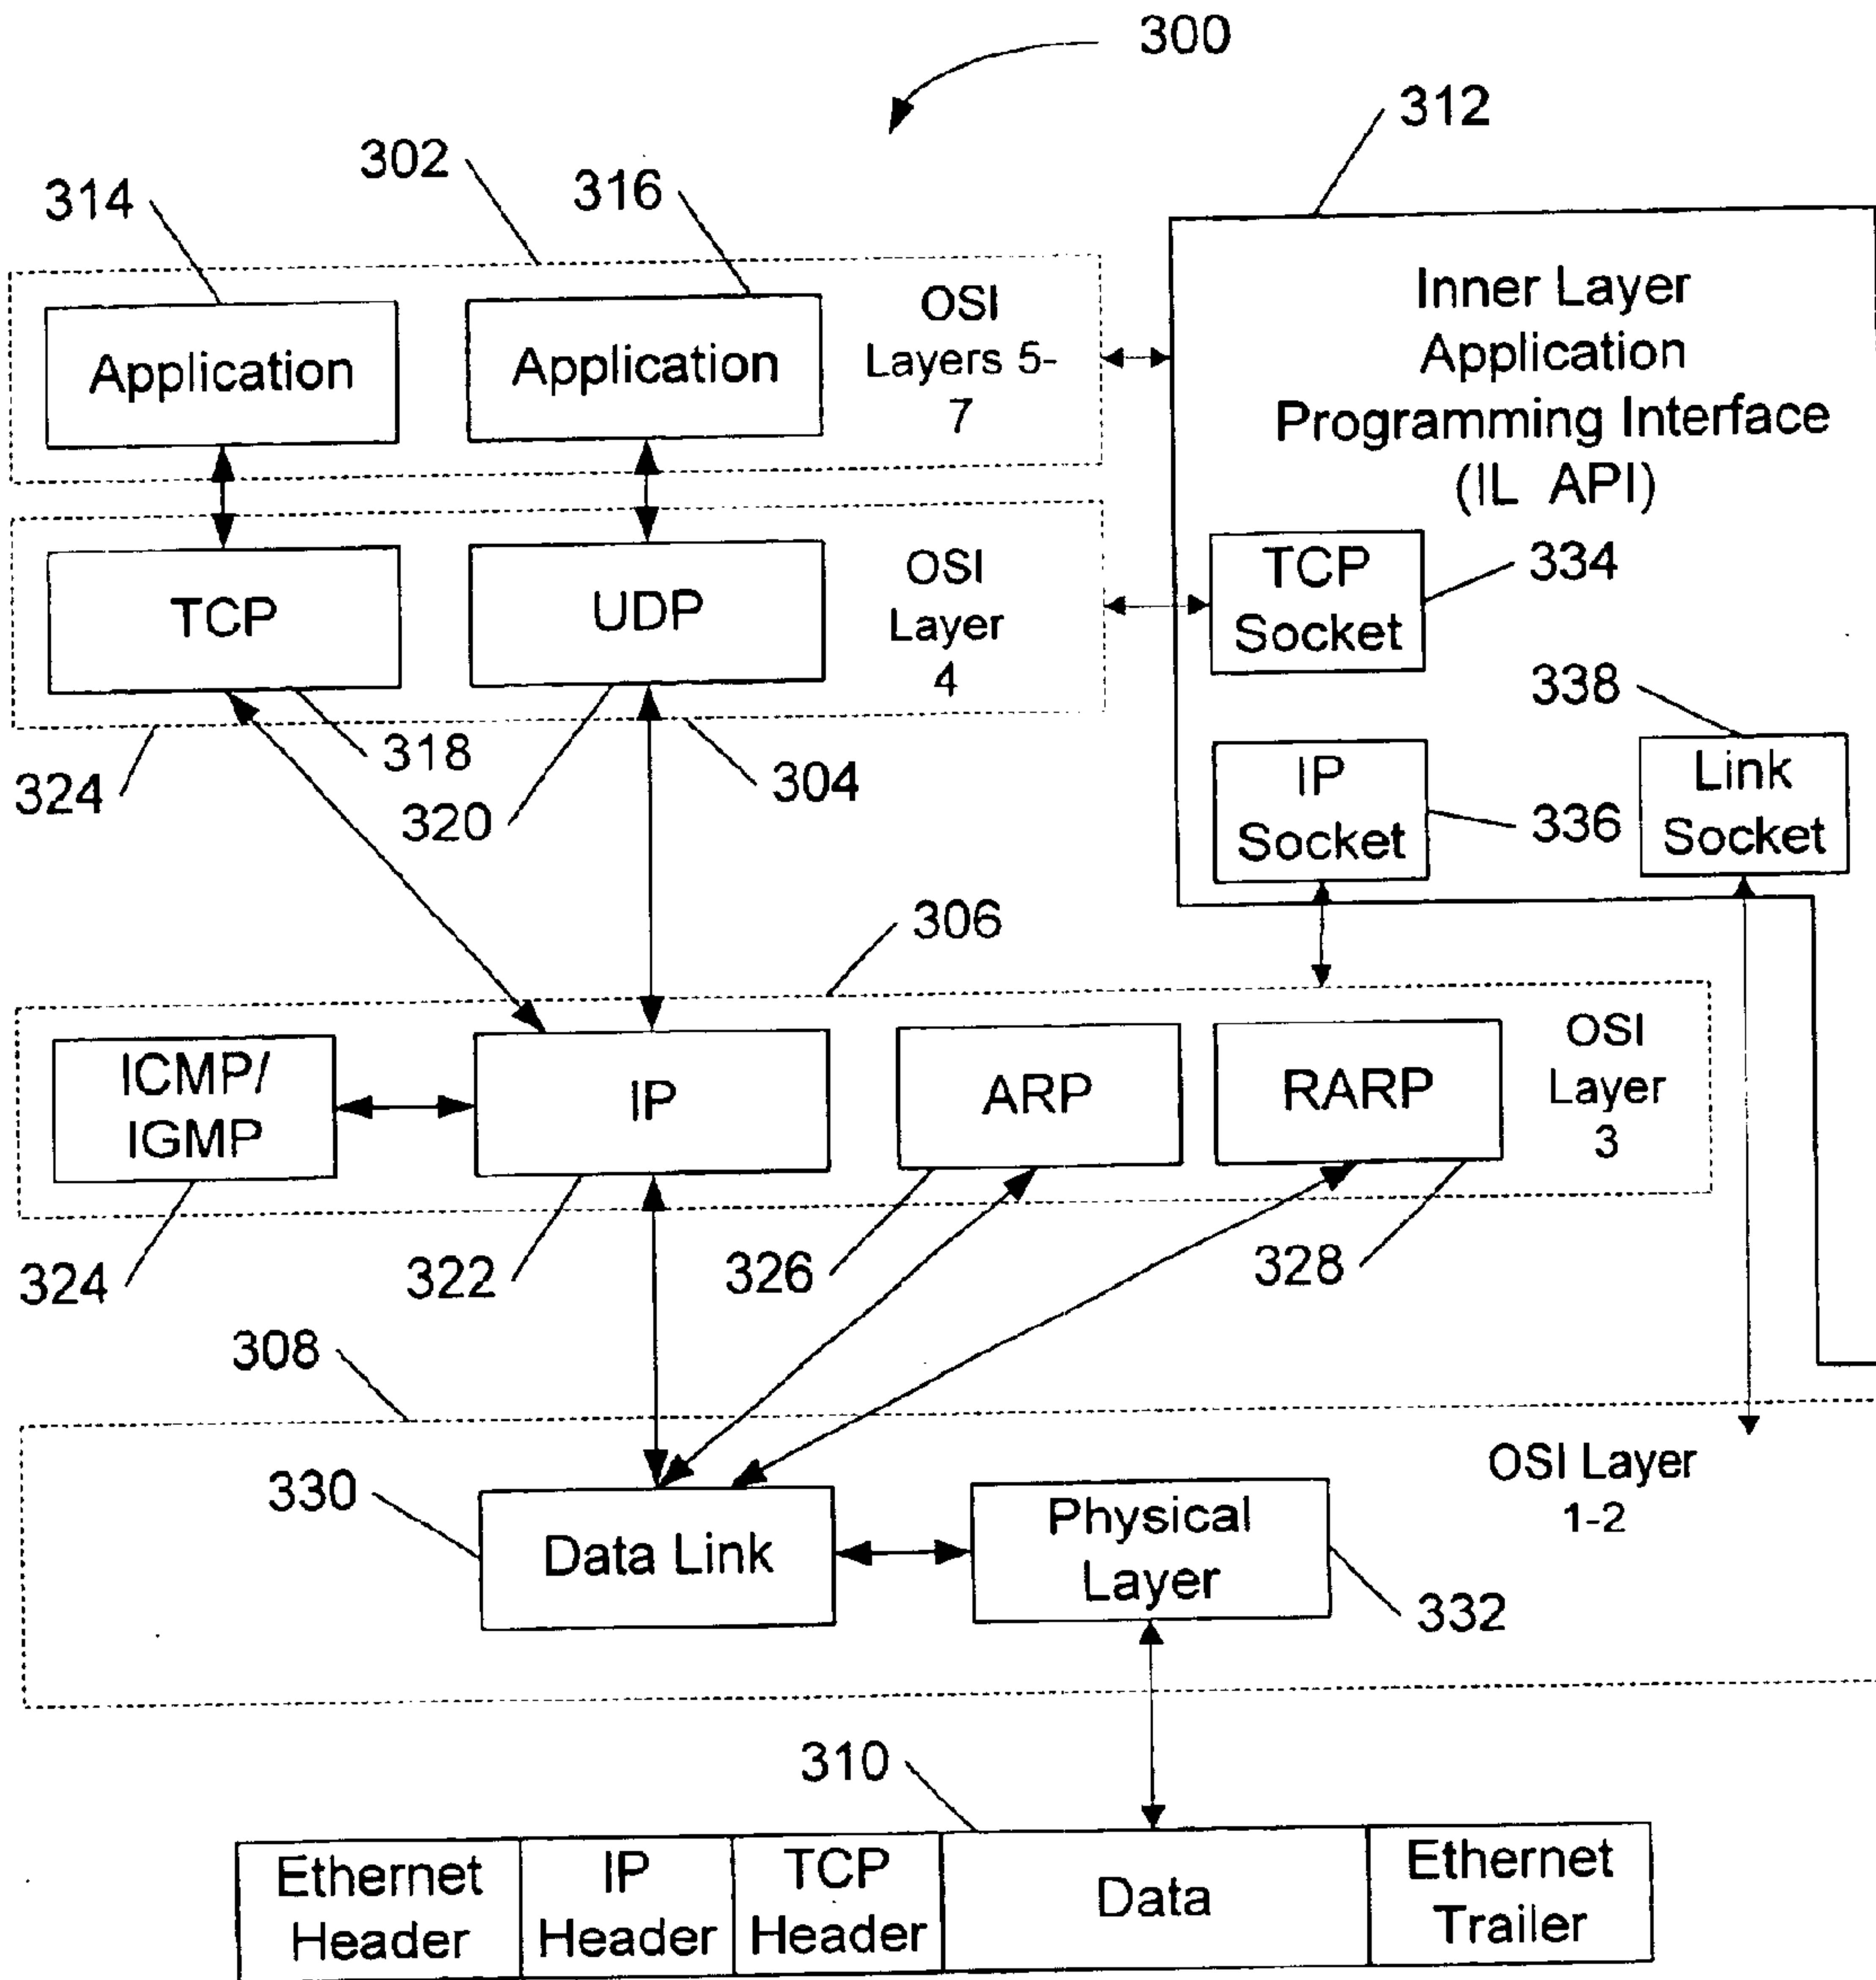 300
312
302
316
314
OSI
Layers 5-
7
Application
Application
Inner Layer
Application
Programming Interface
(IL API)
TCP
UDP
OSI
Layer
4
TCP
Socket
334
338
318
304
324
320
IP
Socket
336
Link
Socket
306
ICMP/
IGMP
IP
ARP
RARP
OSI
Layer
3
324
322
326
328
308
OSI Layer
1-2
330
Data Link
Physical
Layer
332
310
Ethernet
Header
IP
Header
TCP
Header
Data
Ethernet
Trailer